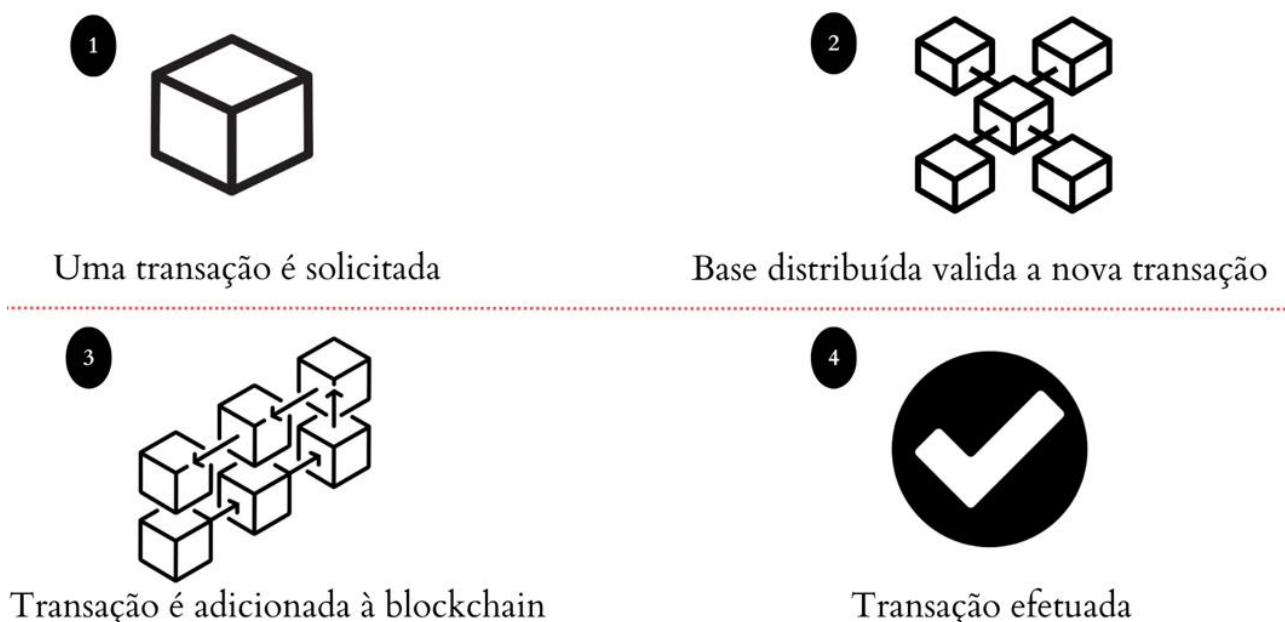 1
Uma transação é solicitada
2
Base distribuída valida a nova transação
3
Transação é adicionada à blockchain
4
Transação efetuada